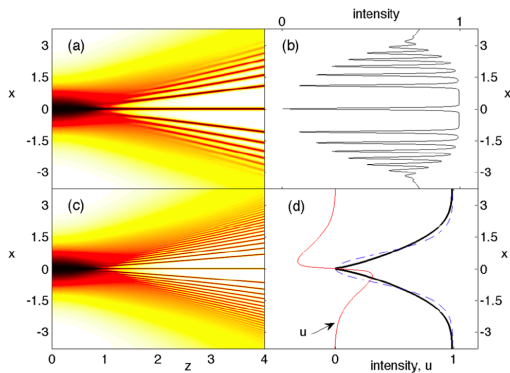 intensity
0 1
(a) (b)
3 3
1.5 1.5
x 0 0 x
-1.5 -1.5
-3 -3
(c) (d)
3 3
1.5 1.5
x 0 0 x
-1.5 -1.5
u
-3 -3
0 1 2 3 4 0 1
z intensity, u